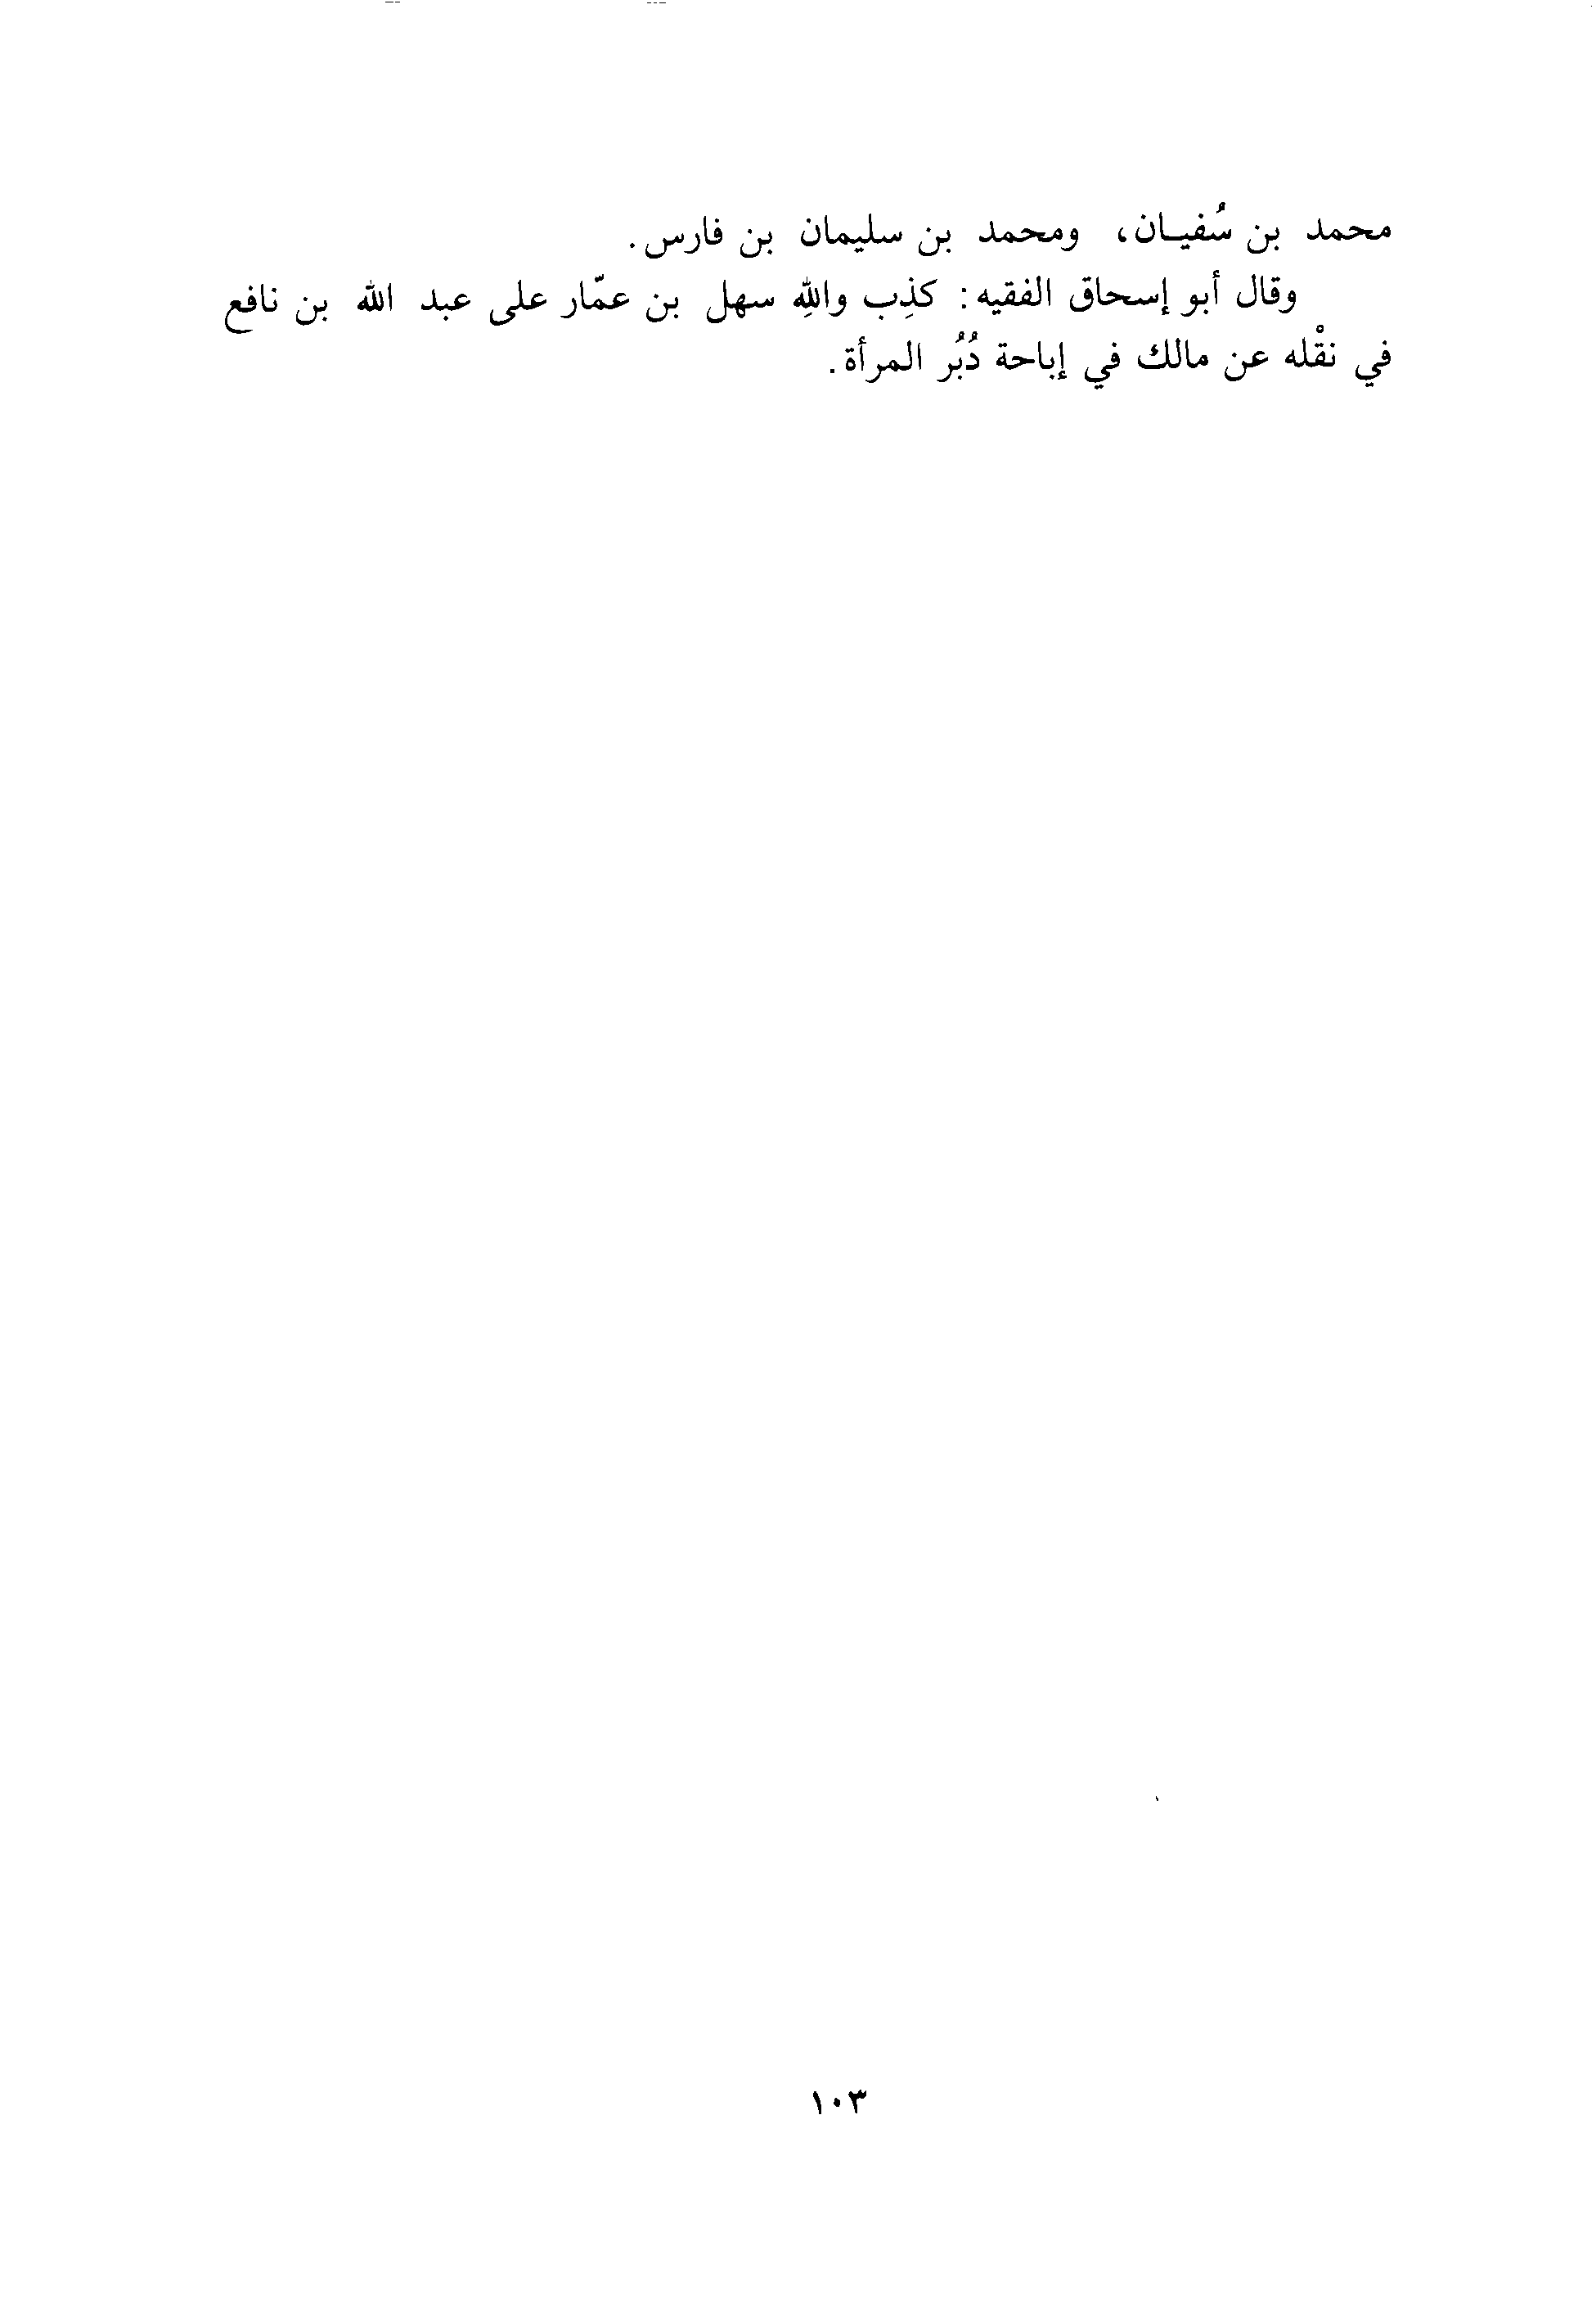 محمد بن سُفيـان، ومحمد بن سليمان بن فارس.
وقال أبو إسحاق الفقيه: كذِب واللهِ سهل بن عمّار على عبد الله بن نافع
في نقْله عن مالك في إباحة دُبُر المرأة.
١٠٣